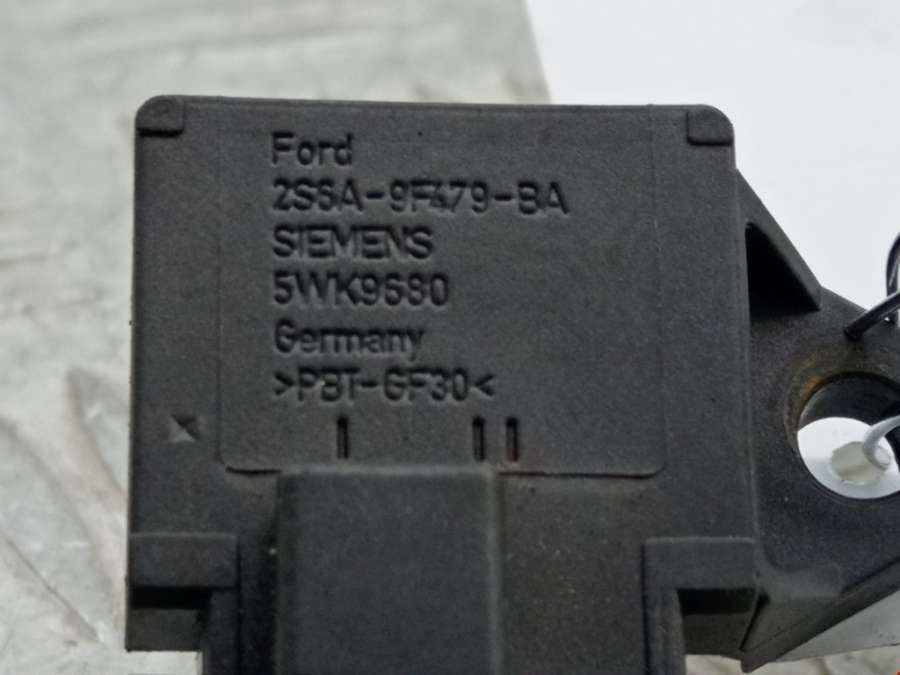 Ford
2S6A-9F479-BA
SIEMENS
5WK9680
Germany
>PBT-GF30<